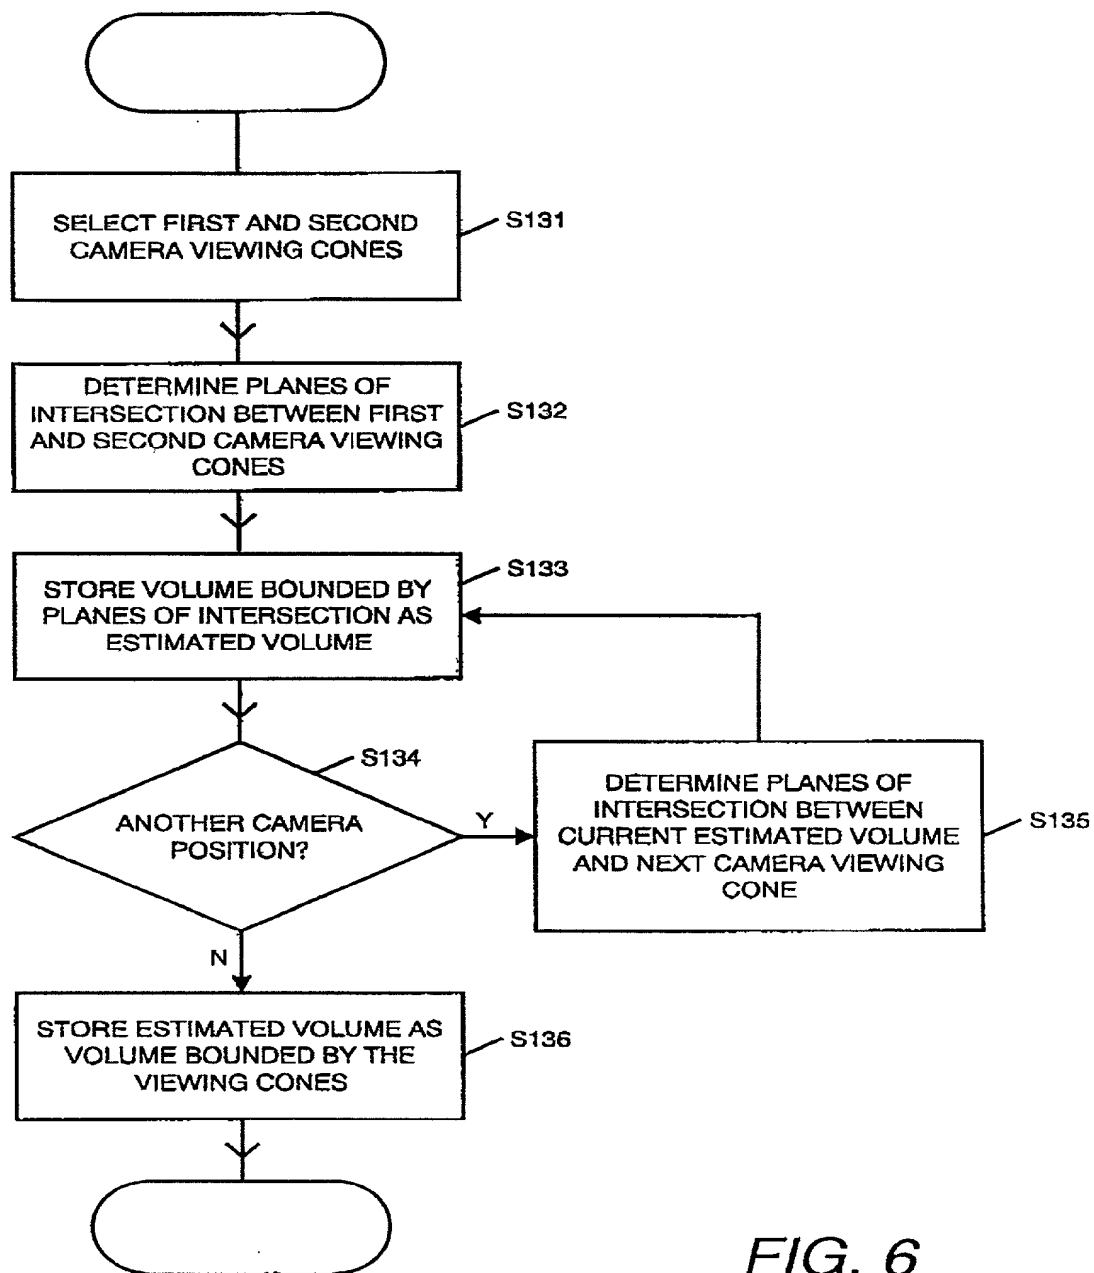 SELECT FIRST AND SECOND
CAMERA VIEWING CONES
S131
DETERMINE PLANES OF
INTERSECTION BETWEEN FIRST
AND SECOND CAMERA VIEWING
CONES
S132
STORE VOLUME BOUNDED BY
PLANES OF INTERSECTION AS
ESTIMATED VOLUME
S133
ANOTHER CAMERA
POSITION?
S134
Y
DETERMINE PLANES OF
INTERSECTION BETWEEN
CURRENT ESTIMATED VOLUME
AND NEXT CAMERA VIEWING
CONE
S135
N
STORE ESTIMATED VOLUME AS
VOLUME BOUNDED BY THE
VIEWING CONES
S136
FIG. 6